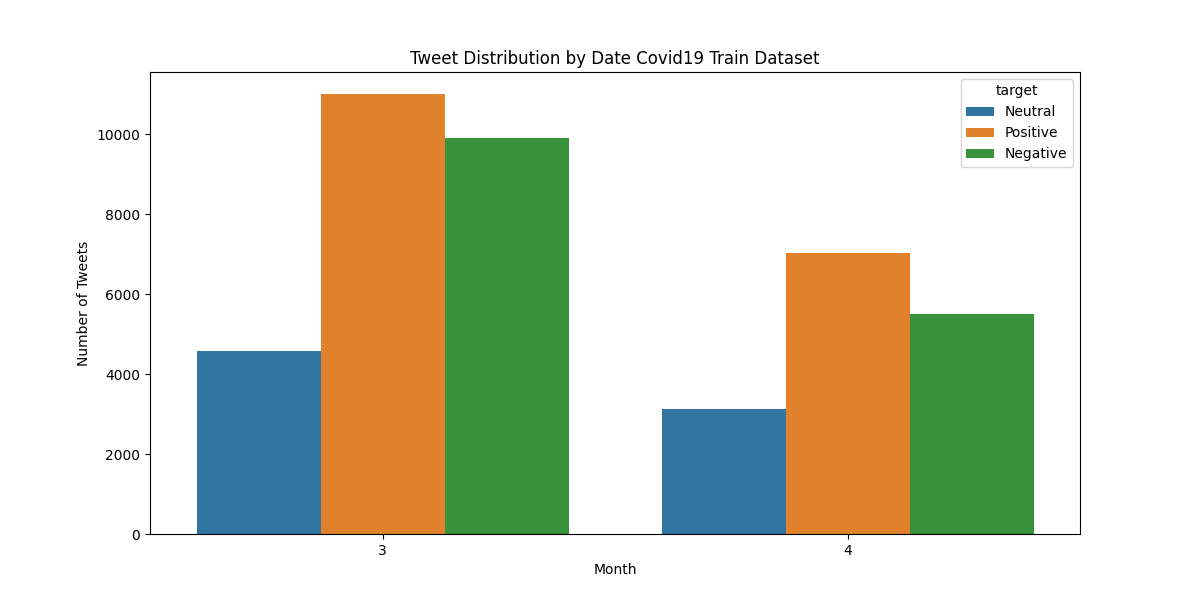 Tweet Distribution by Date Covid19 Train Dataset
target
Neutral
Positive
Negative
Number of Tweets
10000
8000
6000
4000
2000
0
3
4
Month